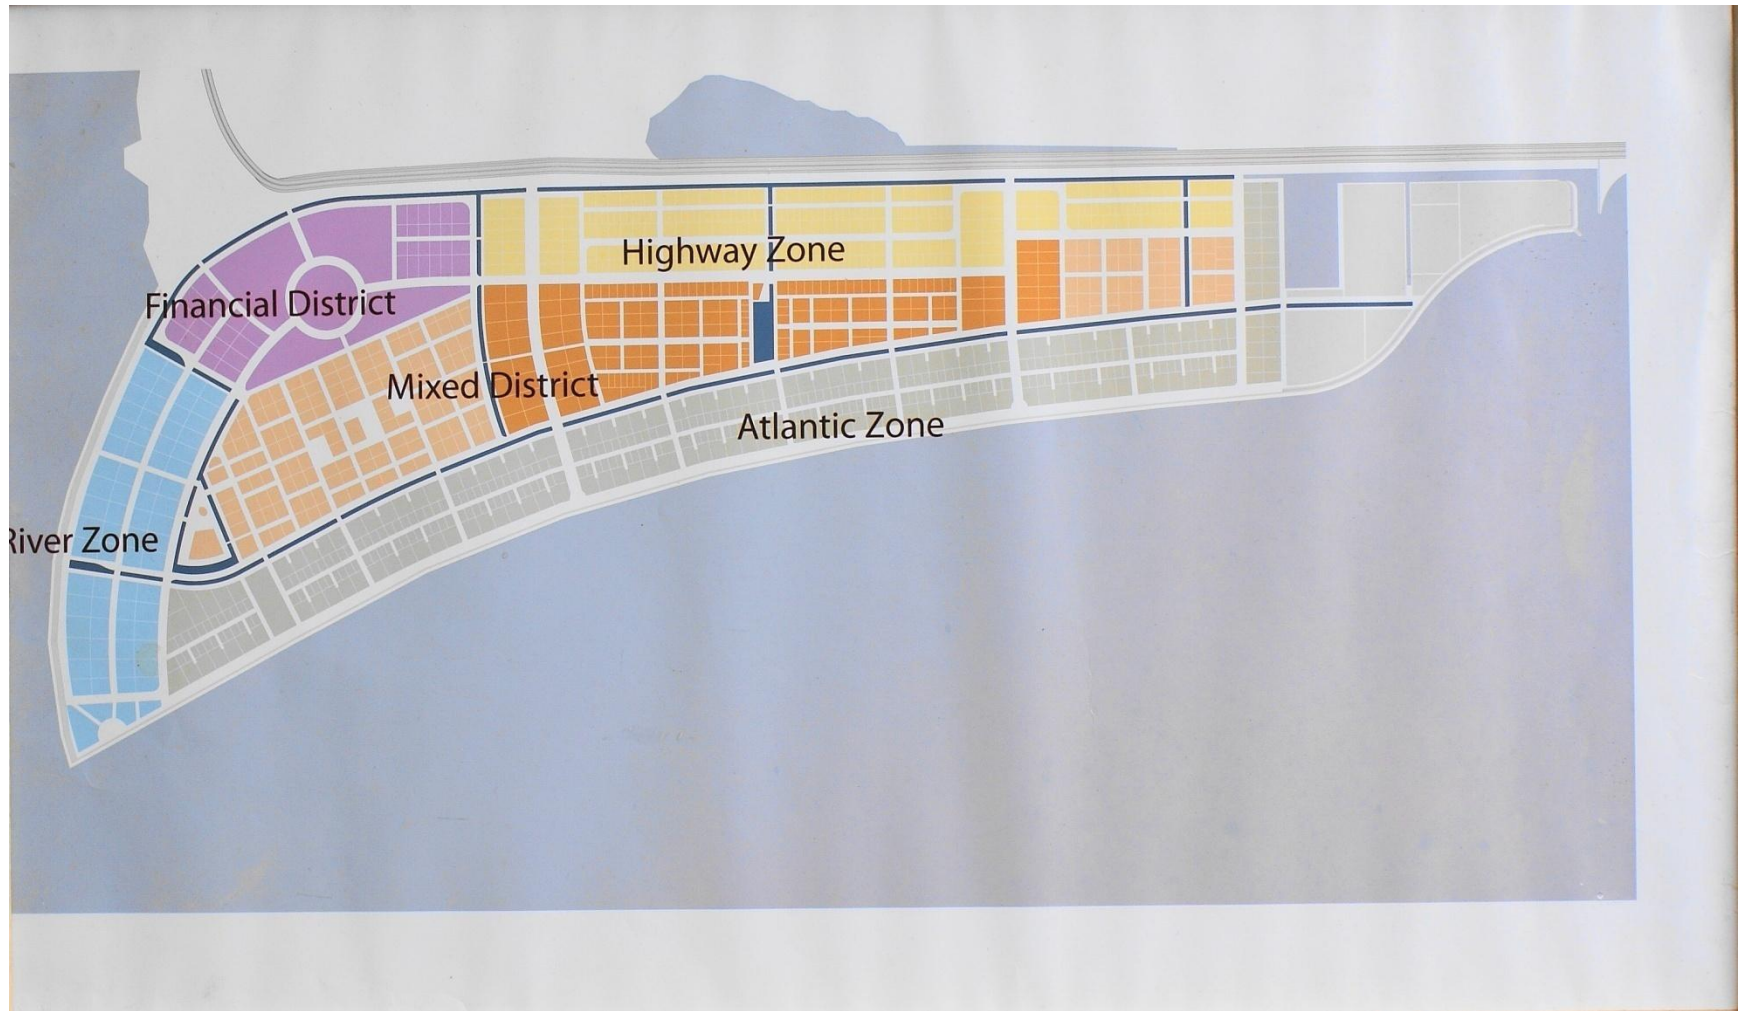 Highway Zone
Financial District
Mixed District
Atlantic Zone
River Zone